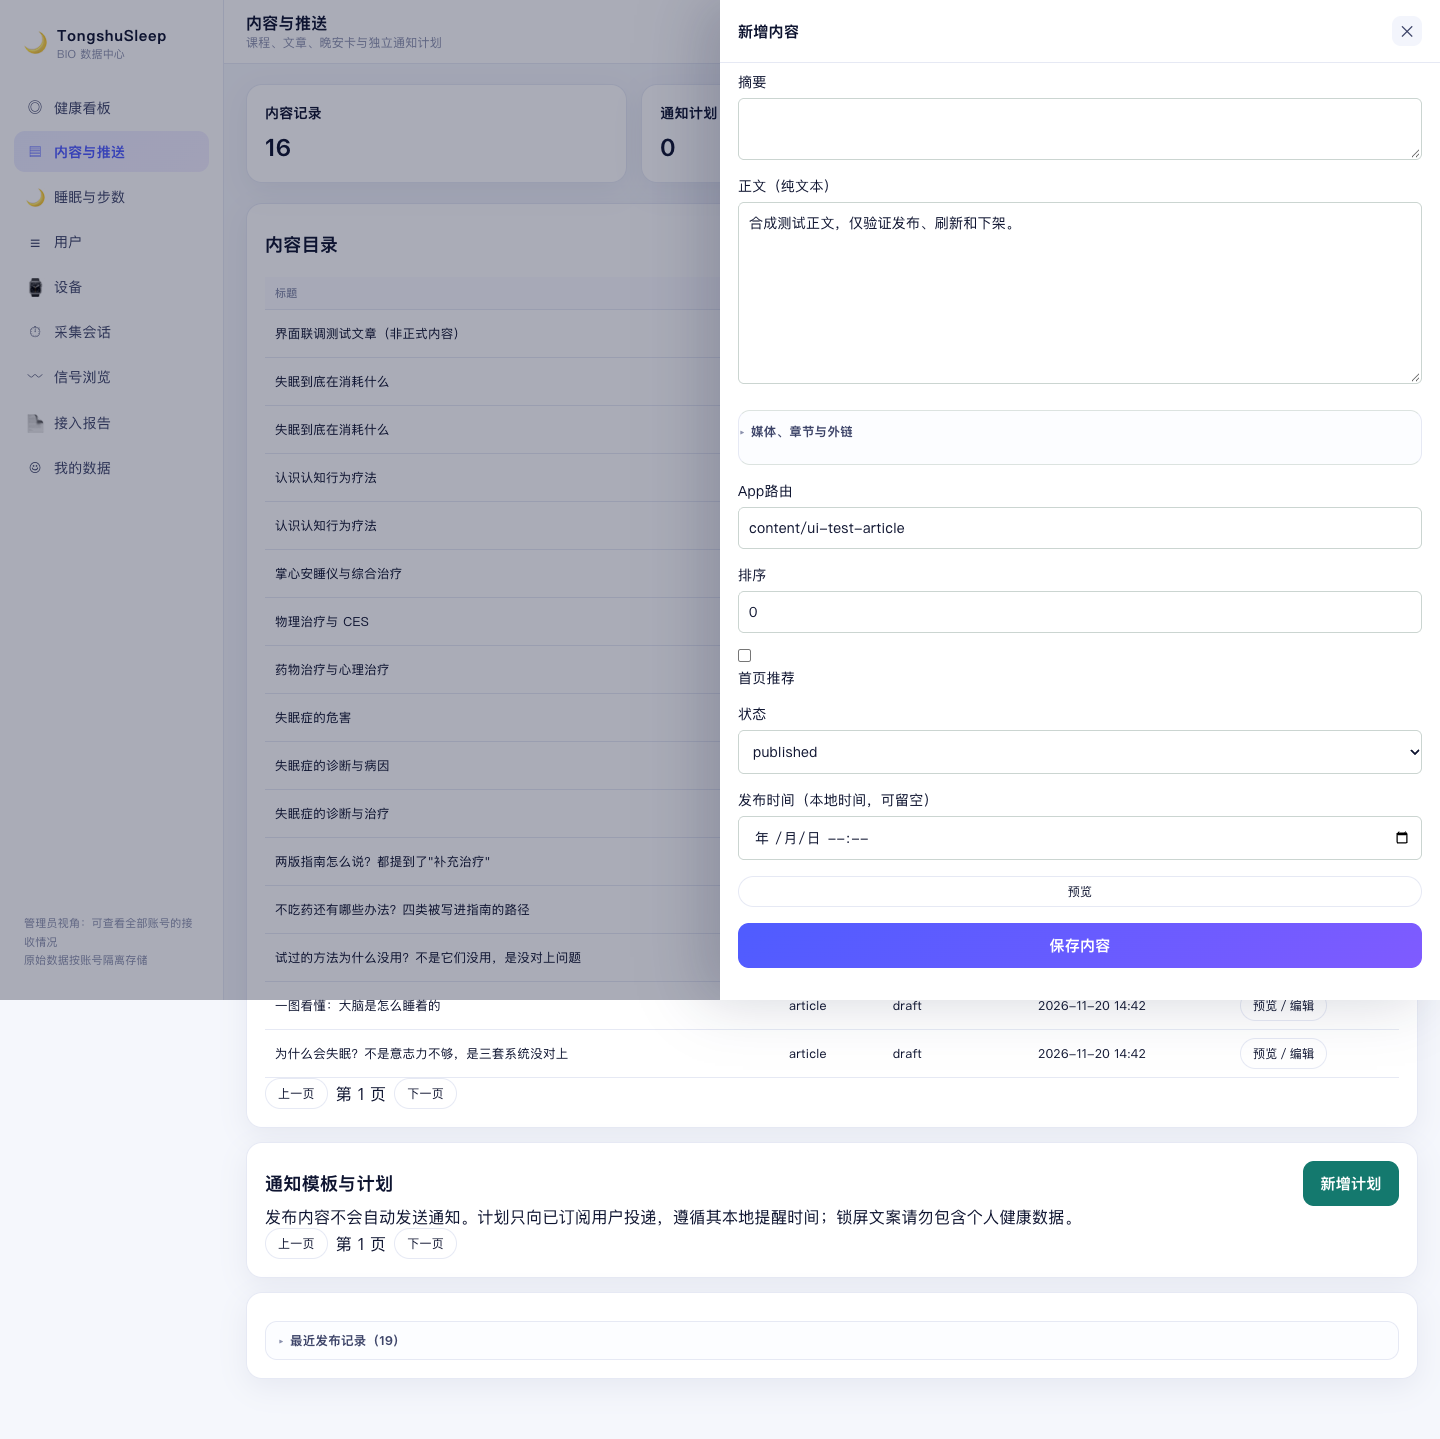 TongshuSleep
BIO 数据中心
健康看板
内容与推送
睡眠与步数
用户
设备
采集会话
信号浏览
接入报告
我的数据
管理员视角：可查看全部账号的接
收情况
原始数据按账号隔离存储
内容与推送
课程、文章、晚安卡与独立通知计划
内容记录
16
通知计划
0
内容目录
标题
界面联调测试文章（非正式内容）
失眠到底在消耗什么
失眠到底在消耗什么
认识认知行为疗法
认识认知行为疗法
掌心安睡仪与综合治疗
物理治疗与 CES
药物治疗与心理治疗
失眠症的危害
失眠症的诊断与病因
失眠症的诊断与治疗
两版指南怎么说？都提到了"补充治疗"
不吃药还有哪些办法？四类被写进指南的路径
试过的方法为什么没用？不是它们没用，是没对上问题
一图看懂：大脑是怎么睡着的 article draft 2026-11-20 14:42 预览 / 编辑
为什么会失眠？不是意志力不够，是三套系统没对上 article draft 2026-11-20 14:42 预览 / 编辑
上一页 第 1 页 下一页
通知模板与计划
新增计划
发布内容不会自动发送通知。计划只向已订阅用户投递，遵循其本地提醒时间；锁屏文案请勿包含个人健康数据。
上一页 第 1 页 下一页
最近发布记录（19）
新增内容
摘要
正文（纯文本）
合成测试正文，仅验证发布、刷新和下架。
媒体、章节与外链
App路由
content/ui-test-article
排序
0
首页推荐
状态
published
发布时间（本地时间，可留空）
年 /月/日 --:--
预览
保存内容